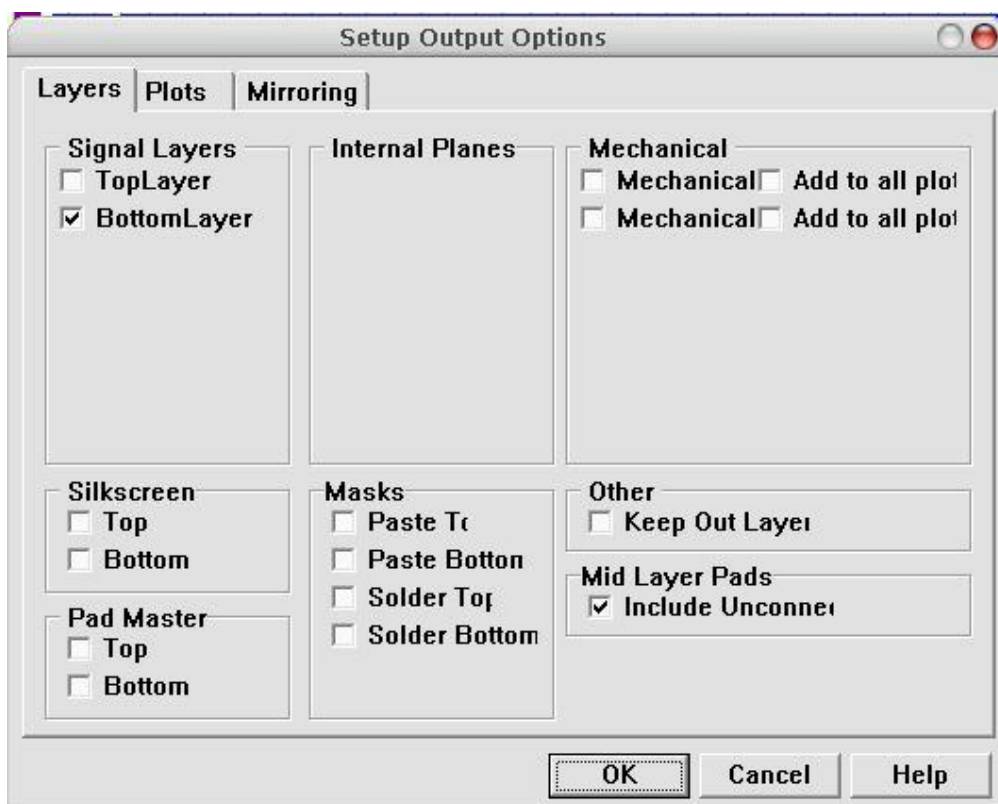 Setup Output Options
Layers Plots Mirroring
Signal Layers
TopLayer
BottomLayer
Internal Planes
Mechanical
Mechanical Add to all plot
Mechanical Add to all plot
Silkscreen
Top
Bottom
Pad Master
Top
Bottom
Masks
Paste To
Paste Botton
Solder Top
Solder Bottom
Other
Keep Out Layer
Mid Layer Pads
Include Unconnec
OK Cancel Help